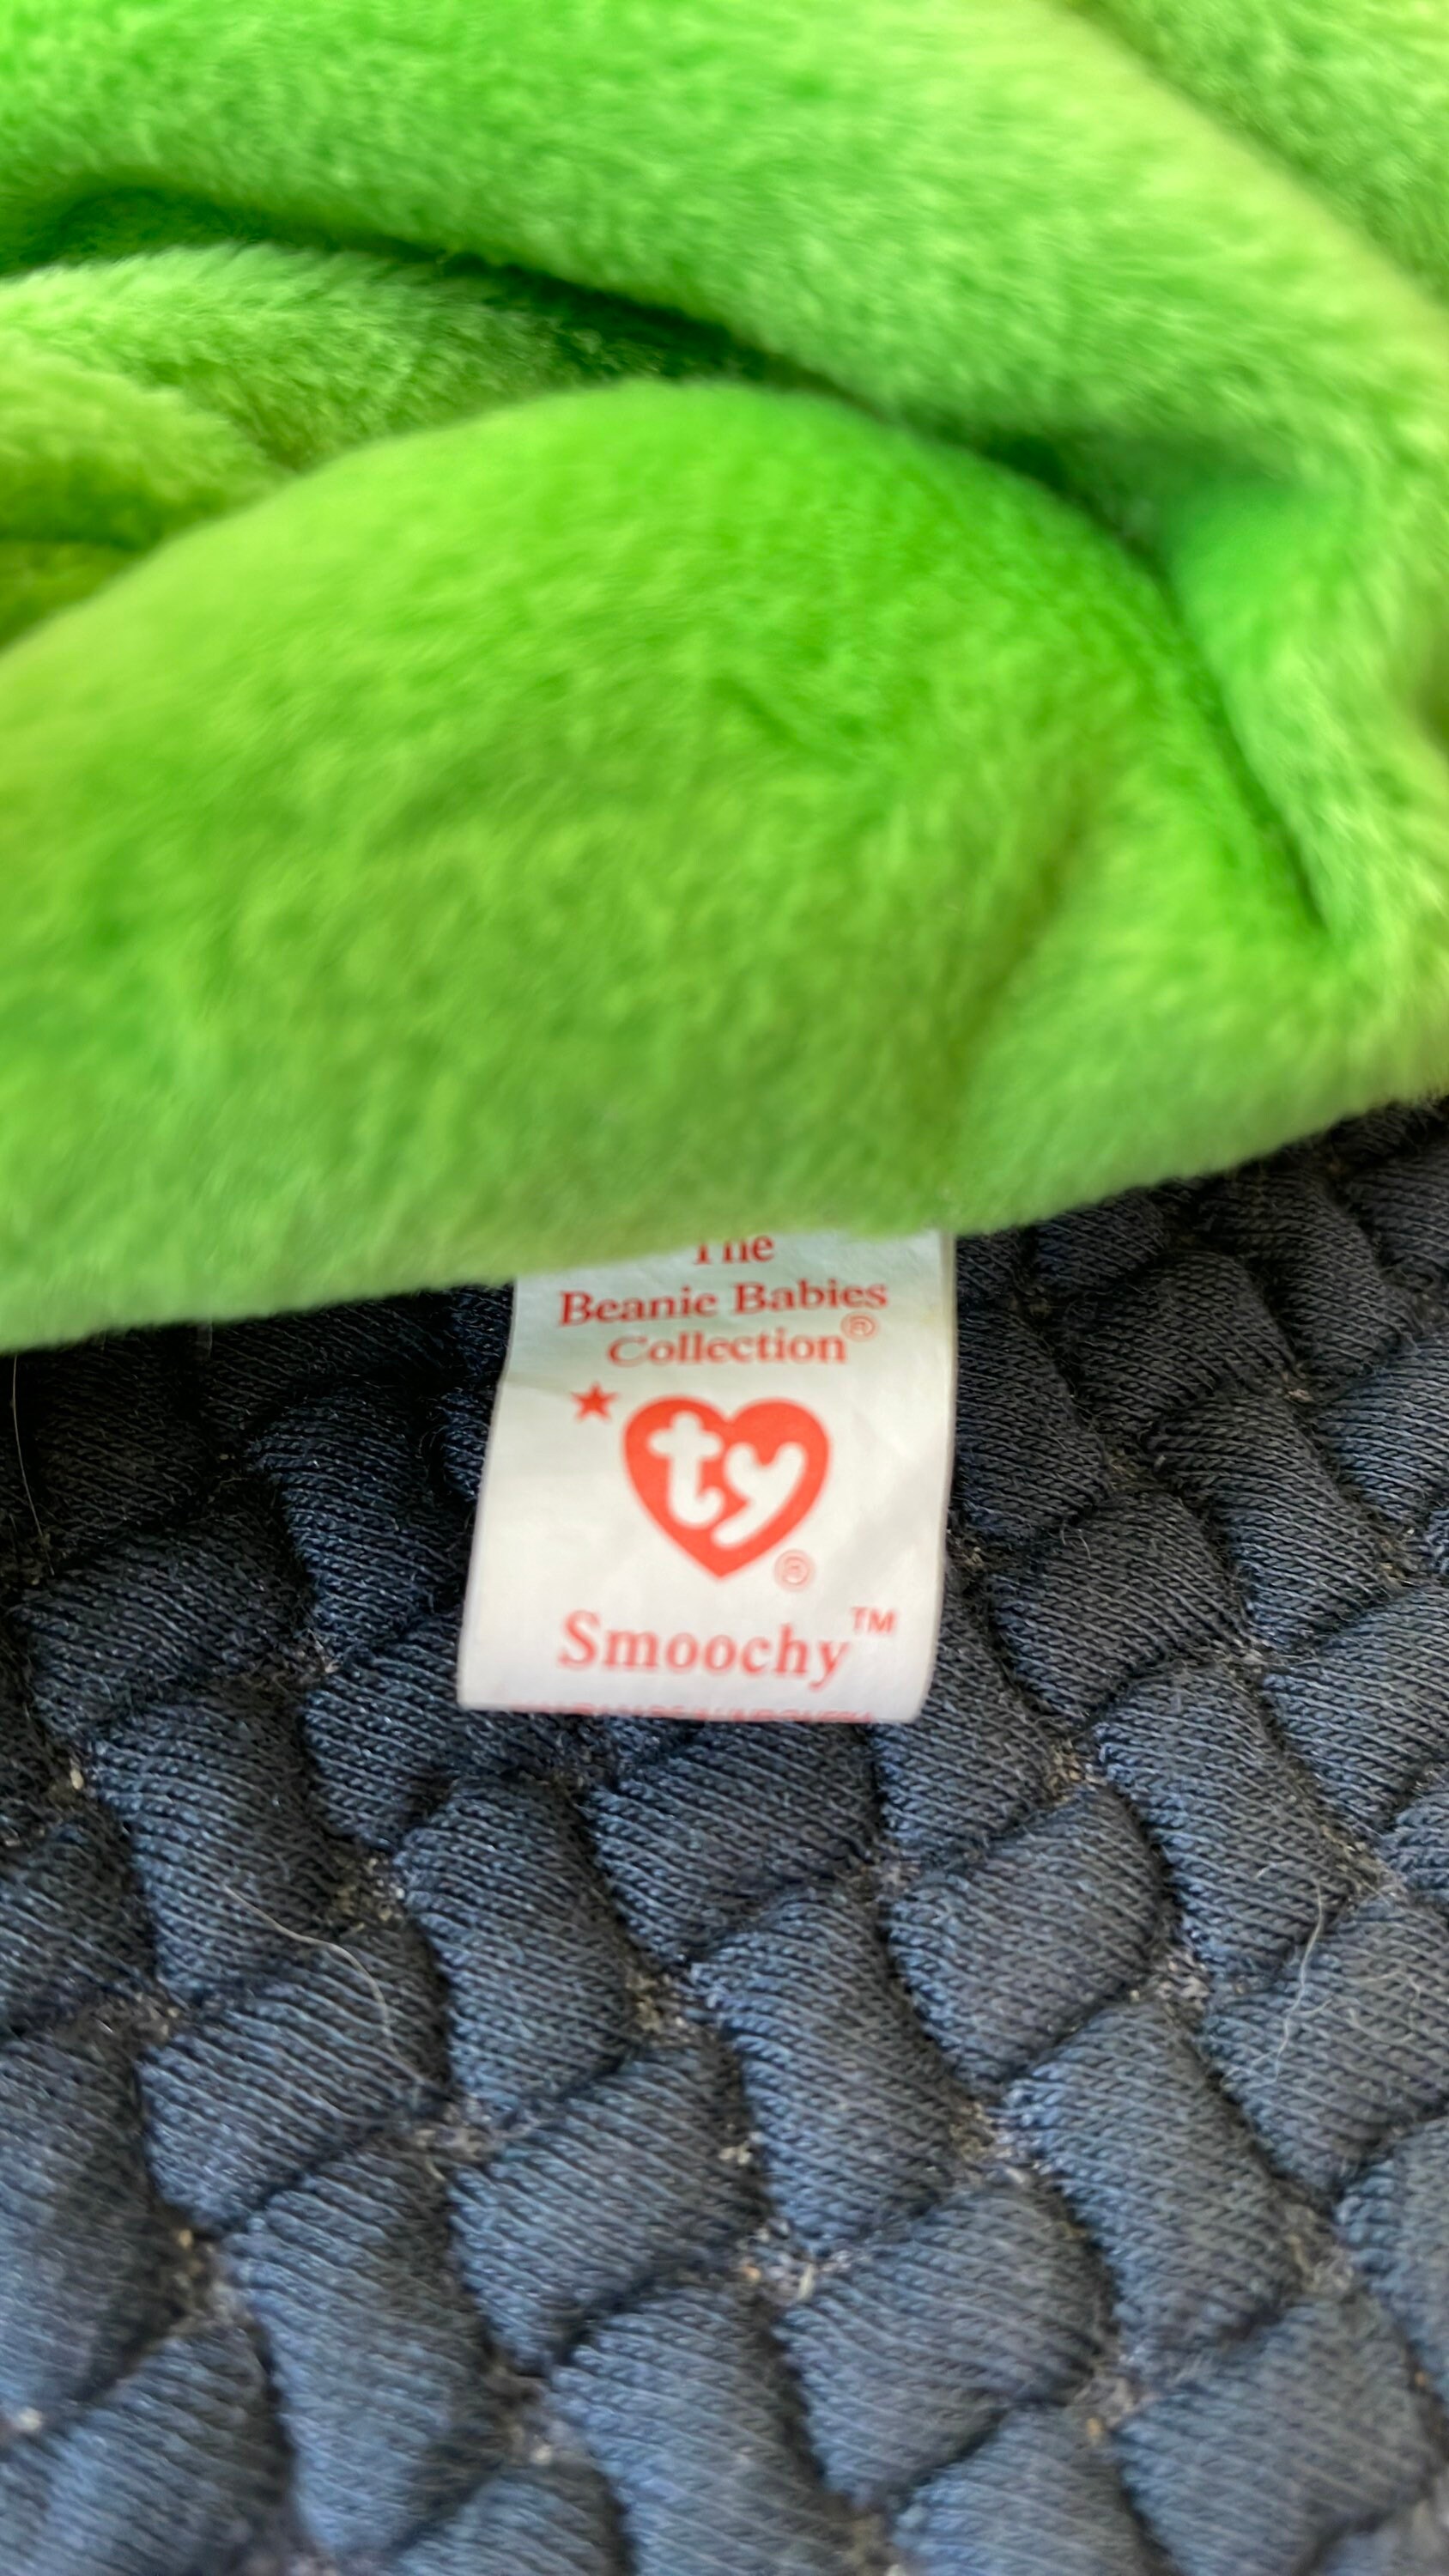 The
Beanie Babies
Collection®
ty
®
Smoochy™